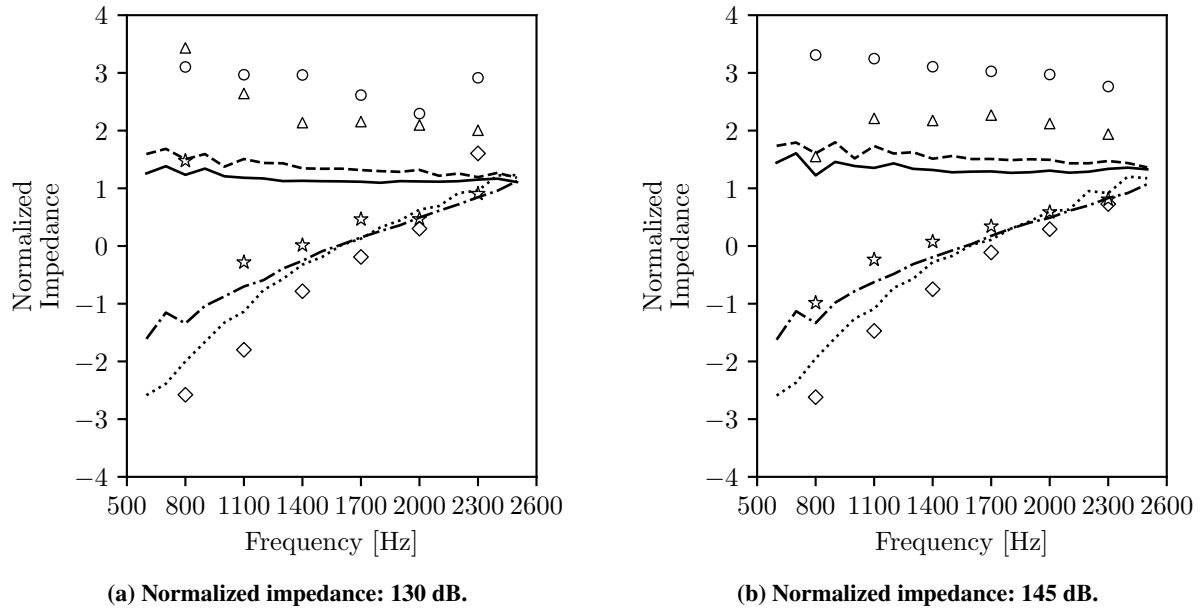 4
3
2
1
0
−1
−2
−3
−4
Normalized
Impedance
500 800 1100 1400 1700 2000 2300 2600
Frequency [Hz]
(a) Normalized impedance: 130 dB.
4
3
2
1
0
−1
−2
−3
−4
Normalized
Impedance
500 800 1100 1400 1700 2000 2300 2600
Frequency [Hz]
(b) Normalized impedance: 145 dB.